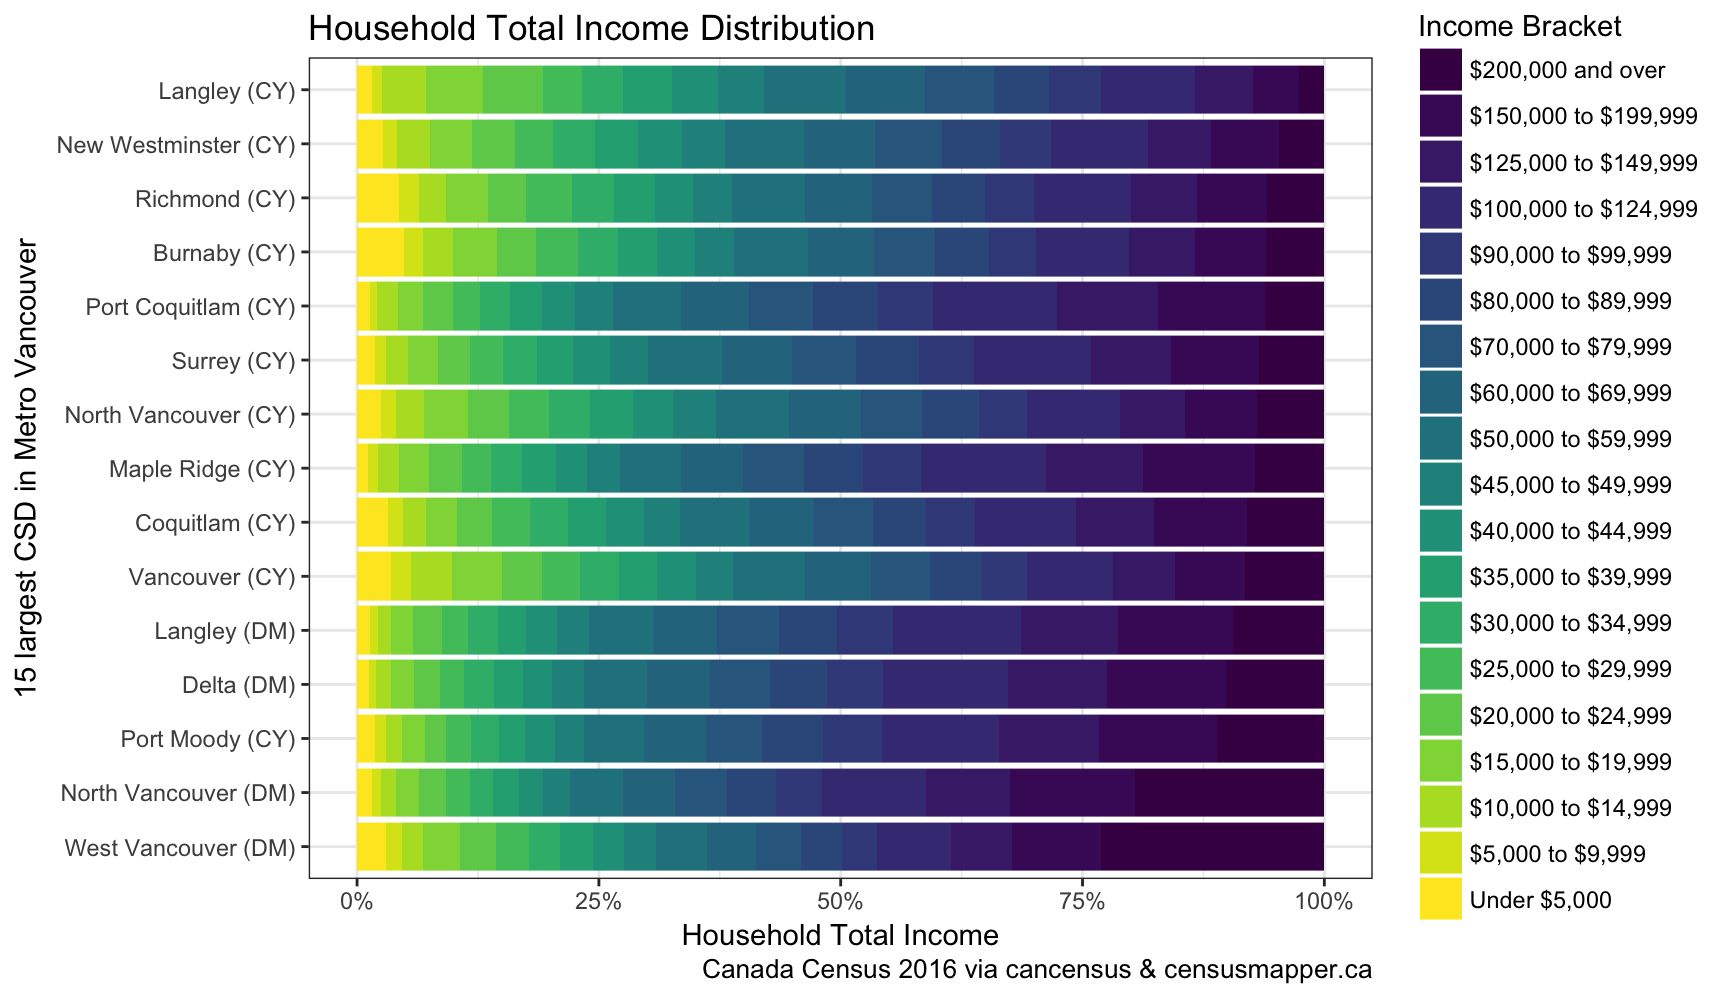 Household Total Income Distribution
Income Bracket
$200,000 and over
$150,000 to $199,999
$125,000 to $149,999
$100,000 to $124,999
$90,000 to $99,999
$80,000 to $89,999
$70,000 to $79,999
$60,000 to $69,999
$50,000 to $59,999
$45,000 to $49,999
$40,000 to $44,999
$35,000 to $39,999
$30,000 to $34,999
$25,000 to $29,999
$20,000 to $24,999
$15,000 to $19,999
$10,000 to $14,999
$5,000 to $9,999
Under $5,000
15 largest CSD in Metro Vancouver
Langley (CY)
New Westminster (CY)
Richmond (CY)
Burnaby (CY)
Port Coquitlam (CY)
Surrey (CY)
North Vancouver (CY)
Maple Ridge (CY)
Coquitlam (CY)
Vancouver (CY)
Langley (DM)
Delta (DM)
Port Moody (CY)
North Vancouver (DM)
West Vancouver (DM)
0% 25% 50% 75% 100%
Household Total Income
Canada Census 2016 via cancensus & censusmapper.ca